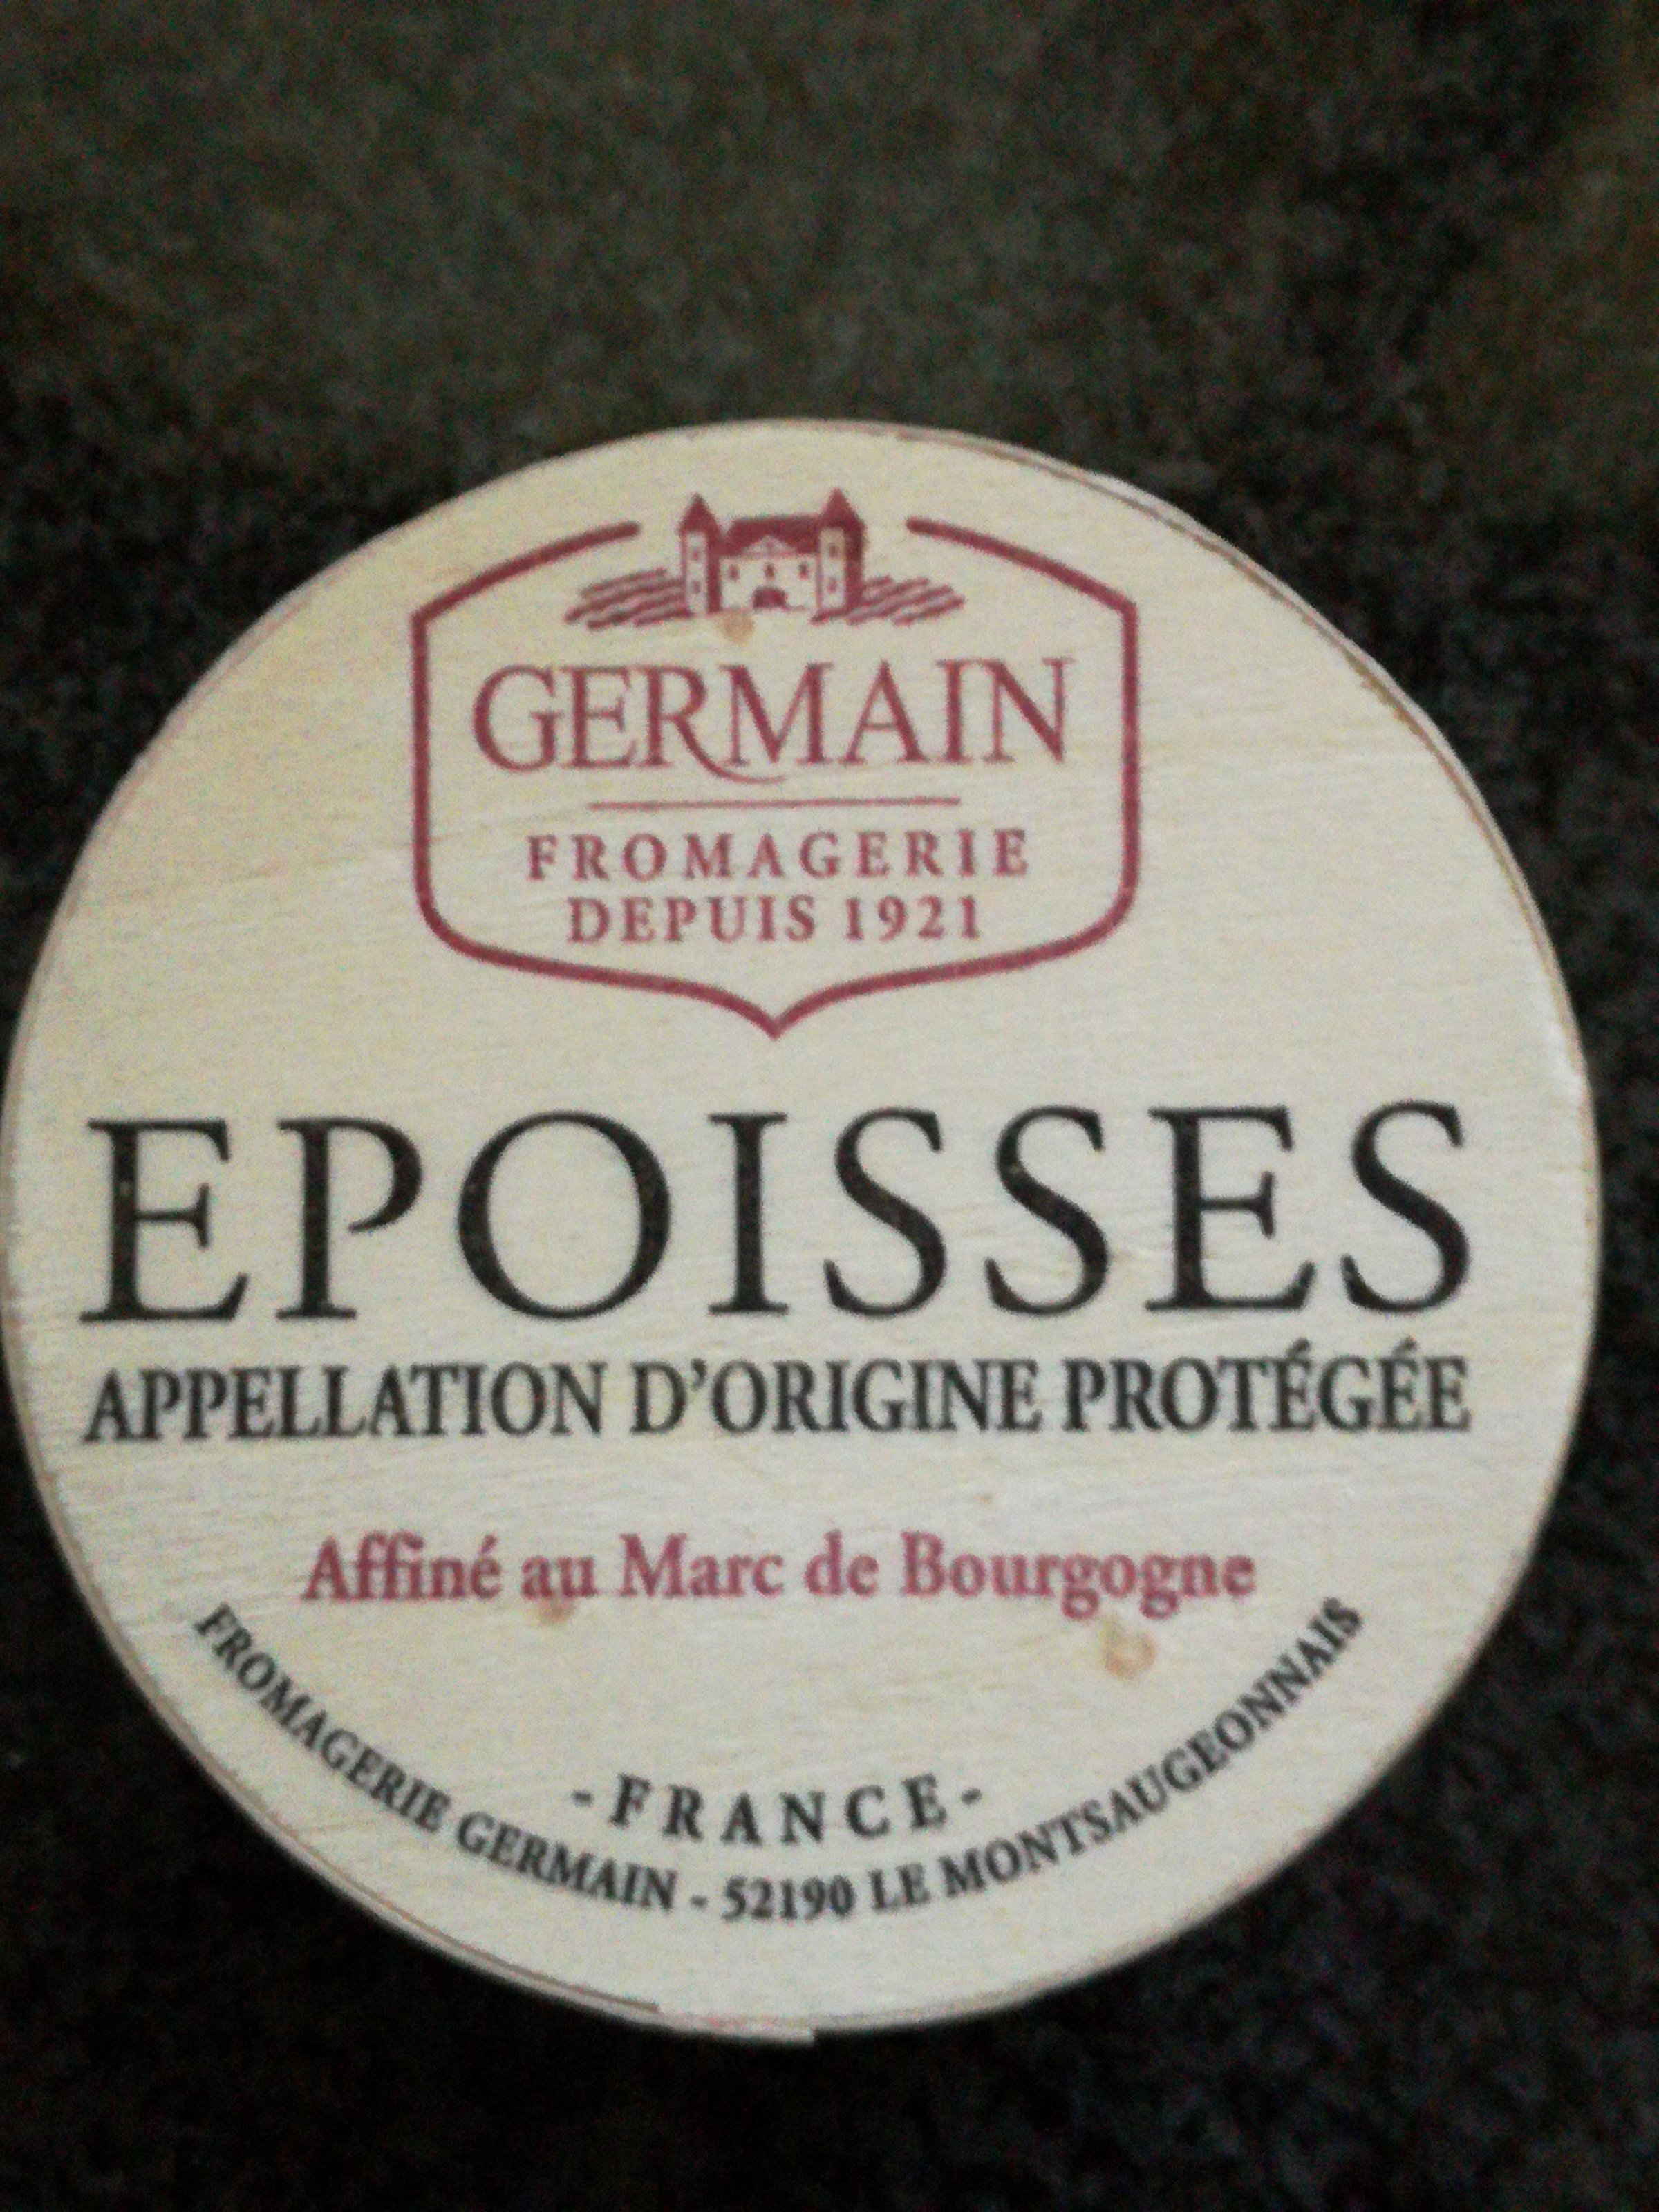 GERMAIN
FROMAGERIE
DEPUIS 1921
EPOISSES
APPELLATION D'ORIGINE PROTÉGÉE
Affiné au Marc de Bourgogne
- FRANCE -
FROMAGERIE GERMAIN - 52190 LE MONTSAUGEONNAIS